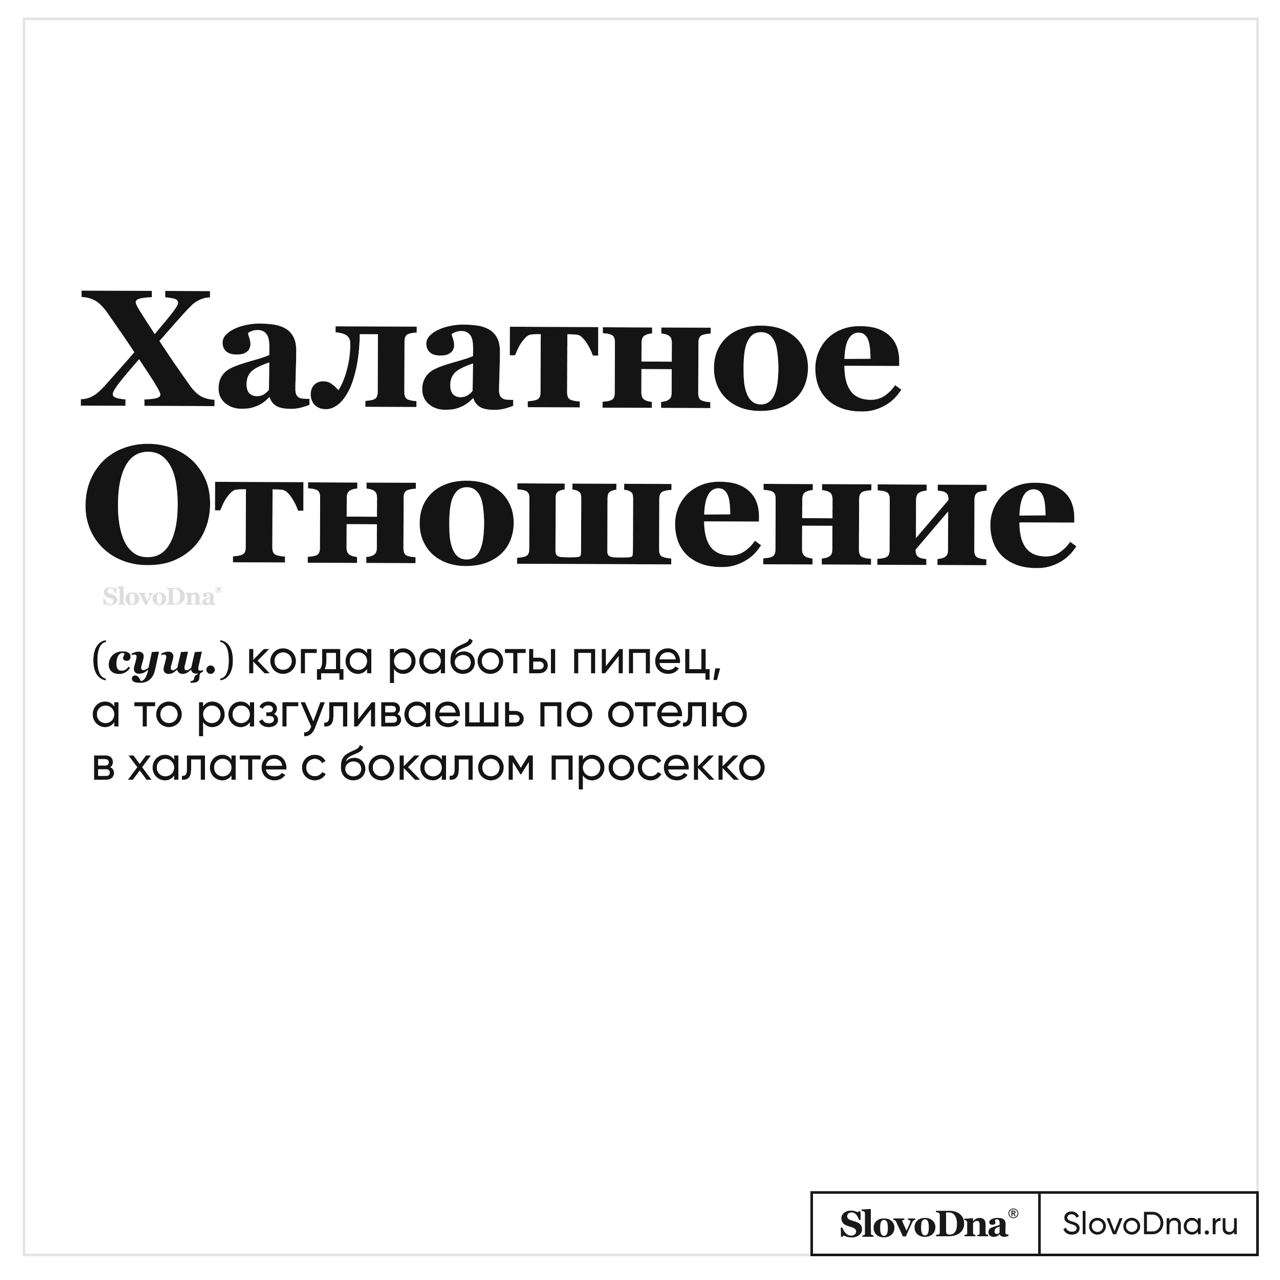 Халатное
Отношение
SlovoDna®
(сущ.) когда работы пипец,
а то разгуливаешь по отелю
в халате с бокалом просекко
SlovoDna® SlovoDna.ru